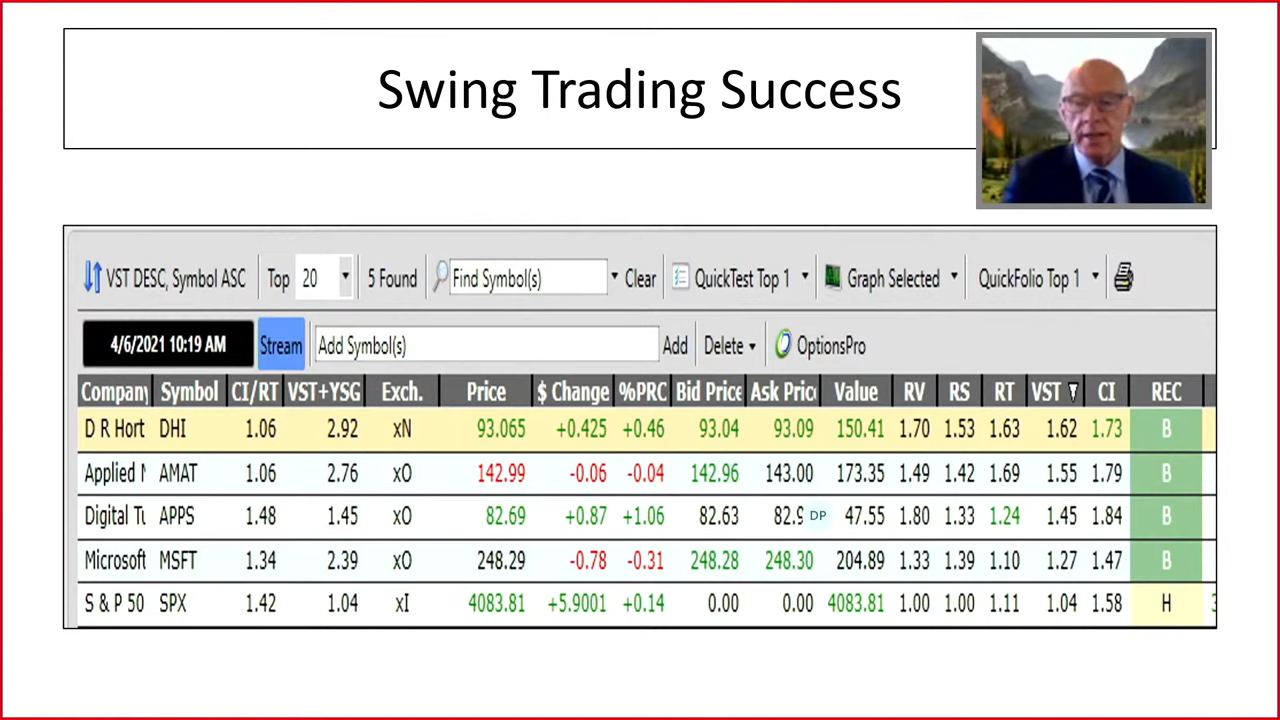 Swing Trading Success
VST DESC, Symbol ASC Top 20 5 Found Find Symbol(s) Clear QuickTest Top 1 Graph Selected QuickFolio Top 1
4/6/2021 10:19 AM Stream Add Symbol(s) Add Delete OptionsPro
Company Symbol CI/RT VST+YSG Exch. Price $ Change %PRC Bid Price Ask Pric Value RV RS RT VST CI REC
D R Hort DHI 1.06 2.92 xN 93.065 +0.425 +0.46 93.04 93.09 150.41 1.70 1.53 1.63 1.62 1.73 B
Applied AMAT 1.06 2.76 xO 142.99 -0.06 -0.04 142.96 143.00 173.35 1.49 1.42 1.69 1.55 1.79 B
Digital Tu APPS 1.48 1.45 xO 82.69 +0.87 +1.06 82.63 82.9 DP 47.55 1.80 1.33 1.24 1.45 1.84 B
Microsoft MSFT 1.34 2.39 xO 248.29 -0.78 -0.31 248.28 248.30 204.89 1.33 1.39 1.10 1.27 1.47 B
S & P 50 SPX 1.42 1.04 xI 4083.81 +5.9001 +0.14 0.00 0.00 4083.81 1.00 1.00 1.11 1.04 1.58 H